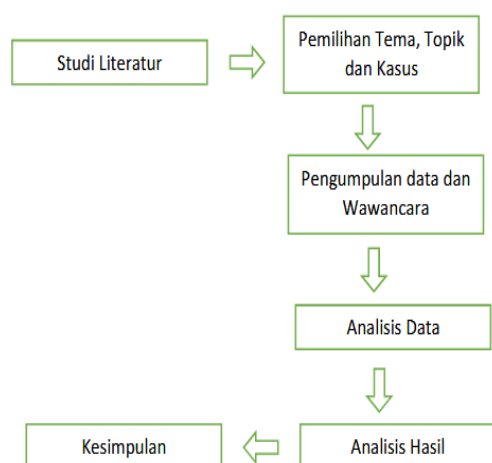 Studi Literatur
Pemilihan Tema, Topik
dan Kasus
Pengumpulan data dan
Wawancara
Analisis Data
Analisis Hasil
Kesimpulan